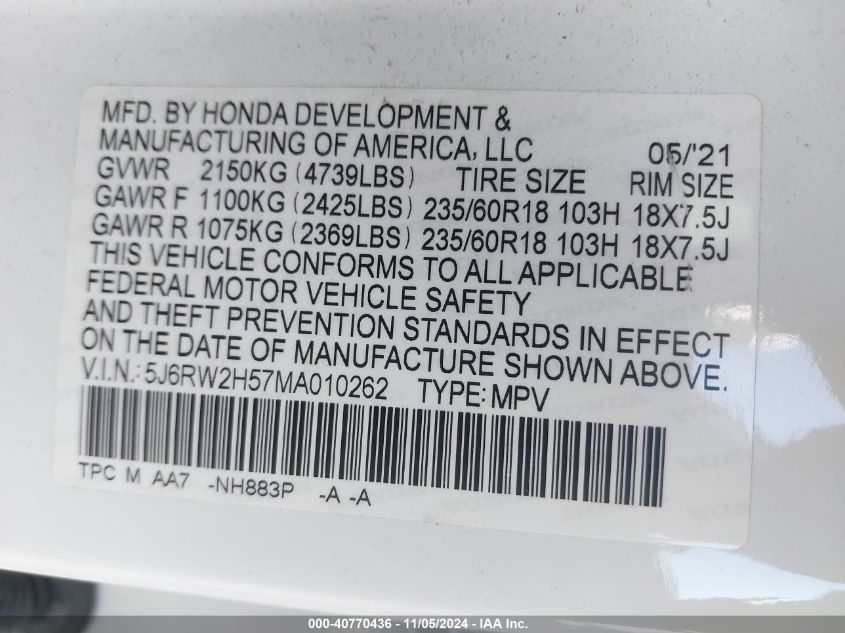 MFD. BY HONDA DEVELOPMENT &
MANUFACTURING OF AMERICA, LLC 05/'21
GVWR 2150KG (4739LBS) TIRE SIZE RIM SIZE
GAWR F 1100KG (2425LBS) 235/60R18 103H 18X7.5J
GAWR R 1075KG (2369LBS) 235/60R18 103H 18X7.5J
THIS VEHICLE CONFORMS TO ALL APPLICABLE
FEDERAL MOTOR VEHICLE SAFETY
AND THEFT PREVENTION STANDARDS IN EFFECT
ON THE DATE OF MANUFACTURE SHOWN ABOVE.
V.I.N.: 5J6RW2H57MA010262 TYPE: MPV
TPC M AA7 -NH883P -A -A
000-40770436 - 11/05/2024 - IAA Inc.